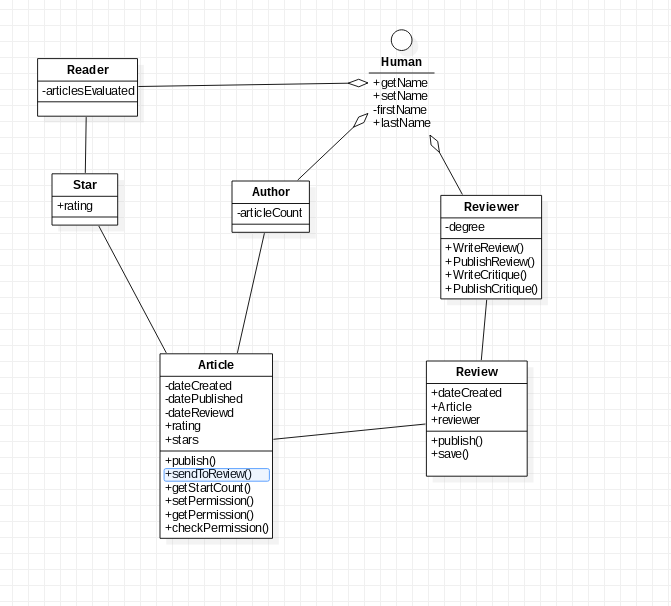 Human
+getName
+setName
-firstName
+lastName
Reader
-articlesEvaluated
Star
+rating
Author
-articleCount
Reviewer
-degree
+WriteReview()
+PublishReview()
+WriteCritique()
+PublishCritique()
Article
-dateCreated
-datePublished
-dateReviewd
+rating
+stars
+publish()
+sendToReview()
+getStartCount()
+setPermission()
+getPermission()
+checkPermission()
Review
+dateCreated
+Article
+reviewer
+publish()
+save()